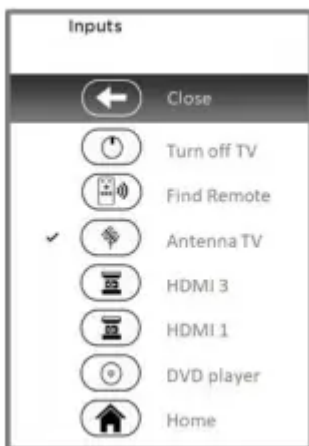 Inputs
Close
Turn off TV
Find Remote
Antenna TV
HDMI 3
HDMI 1
DVD player
Home